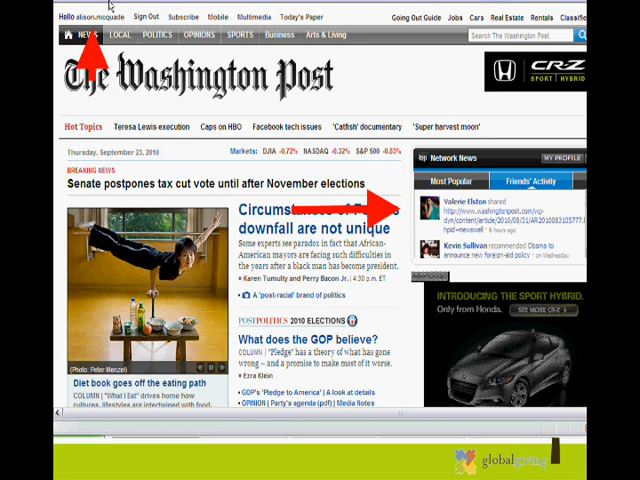 Hello alison.mcquade Sign Out Subscribe Mobile Multimedia Today's Paper Going Out Guide Jobs Cars Real Estate Rentals Classifie
NEWS LOCAL POLITICS OPINIONS SPORTS Business Arts & Living Search The Washington Post
The Washington Post
CR-Z
SPORT | HYBRID
Hot Topics Teresa Lewis execution Caps on HBO Facebook tech issues 'Catfish' documentary 'Super harvest moon'
Thursday, September 23, 2010 Markets: DJIA -0.72% NASDAQ -0.32% S&P 500 -0.83%
BREAKING NEWS
Senate postpones tax cut vote until after November elections
Circumstances of
downfall are not unique
Some experts see paradox in fact that African-
American mayors are facing such difficulties in
the years after a black man has become president.
» Karen Tumulty and Perry Bacon Jr. | 4:30 p.m. ET
A 'post-racial' brand of politics
POSTPOLITICS 2010 ELECTIONS
What does the GOP believe?
COLUMN | "Pledge" has a theory of what has gone
wrong – and a promise to make most of it worse.
» Ezra Klein
GOP's 'Pledge to America' | A look at details
OPINION | Party's agenda (pdf) | Media Notes
(Photo: Peter Menzel)
Diet book goes off the eating path
COLUMN | "What I Eat" drives home how
cultures, lifestyles are intertwined with food.
Network News MY PROFILE
Most Popular Friends' Activity
Valerie Elston shared
http://www.washingtonpost.com/wp-
hpid=newswell • 6 hours ago
Kevin Sullivan recommended Obama to
announce new foreign-aid policy • on Wednesday
INTRODUCING THE SPORT HYBRID.
Only from Honda. SEE MORE CR-Z
globalgiving